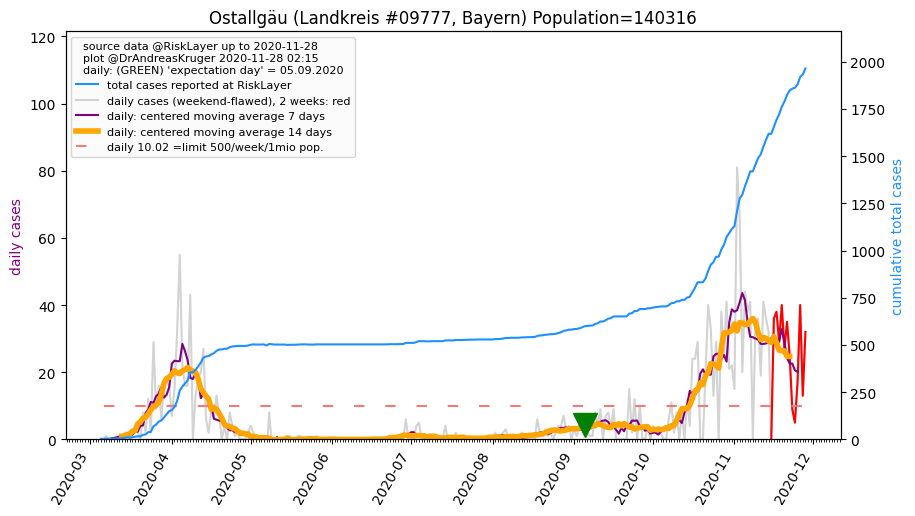 Ostallgäu (Landkreis #09777, Bayern) Population=140316
source data @RiskLayer up to 2020-11-28
plot @DrAndreasKruger 2020-11-28 02:15
daily: (GREEN) 'expectation day' = 05.09.2020
total cases reported at RiskLayer
daily cases (weekend-flawed), 2 weeks: red
daily: centered moving average 7 days
daily: centered moving average 14 days
daily 10.02 =limit 500/week/1mio pop.
daily cases
120
100
80
60
40
20
0
cumulative total cases
2000
1750
1500
1250
1000
750
500
250
0
2020-03
2020-04
2020-05
2020-06
2020-07
2020-08
2020-09
2020-10
2020-11
2020-12